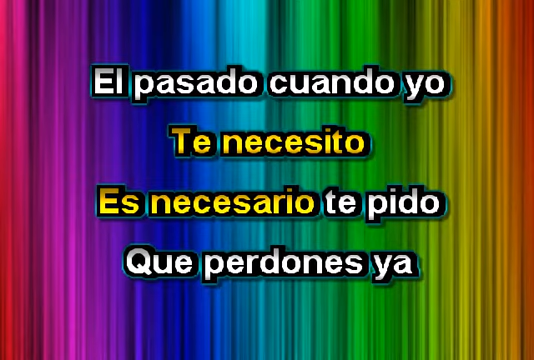 El pasado cuando yo
Te necesito
Es necesario te pido
Que perdones ya